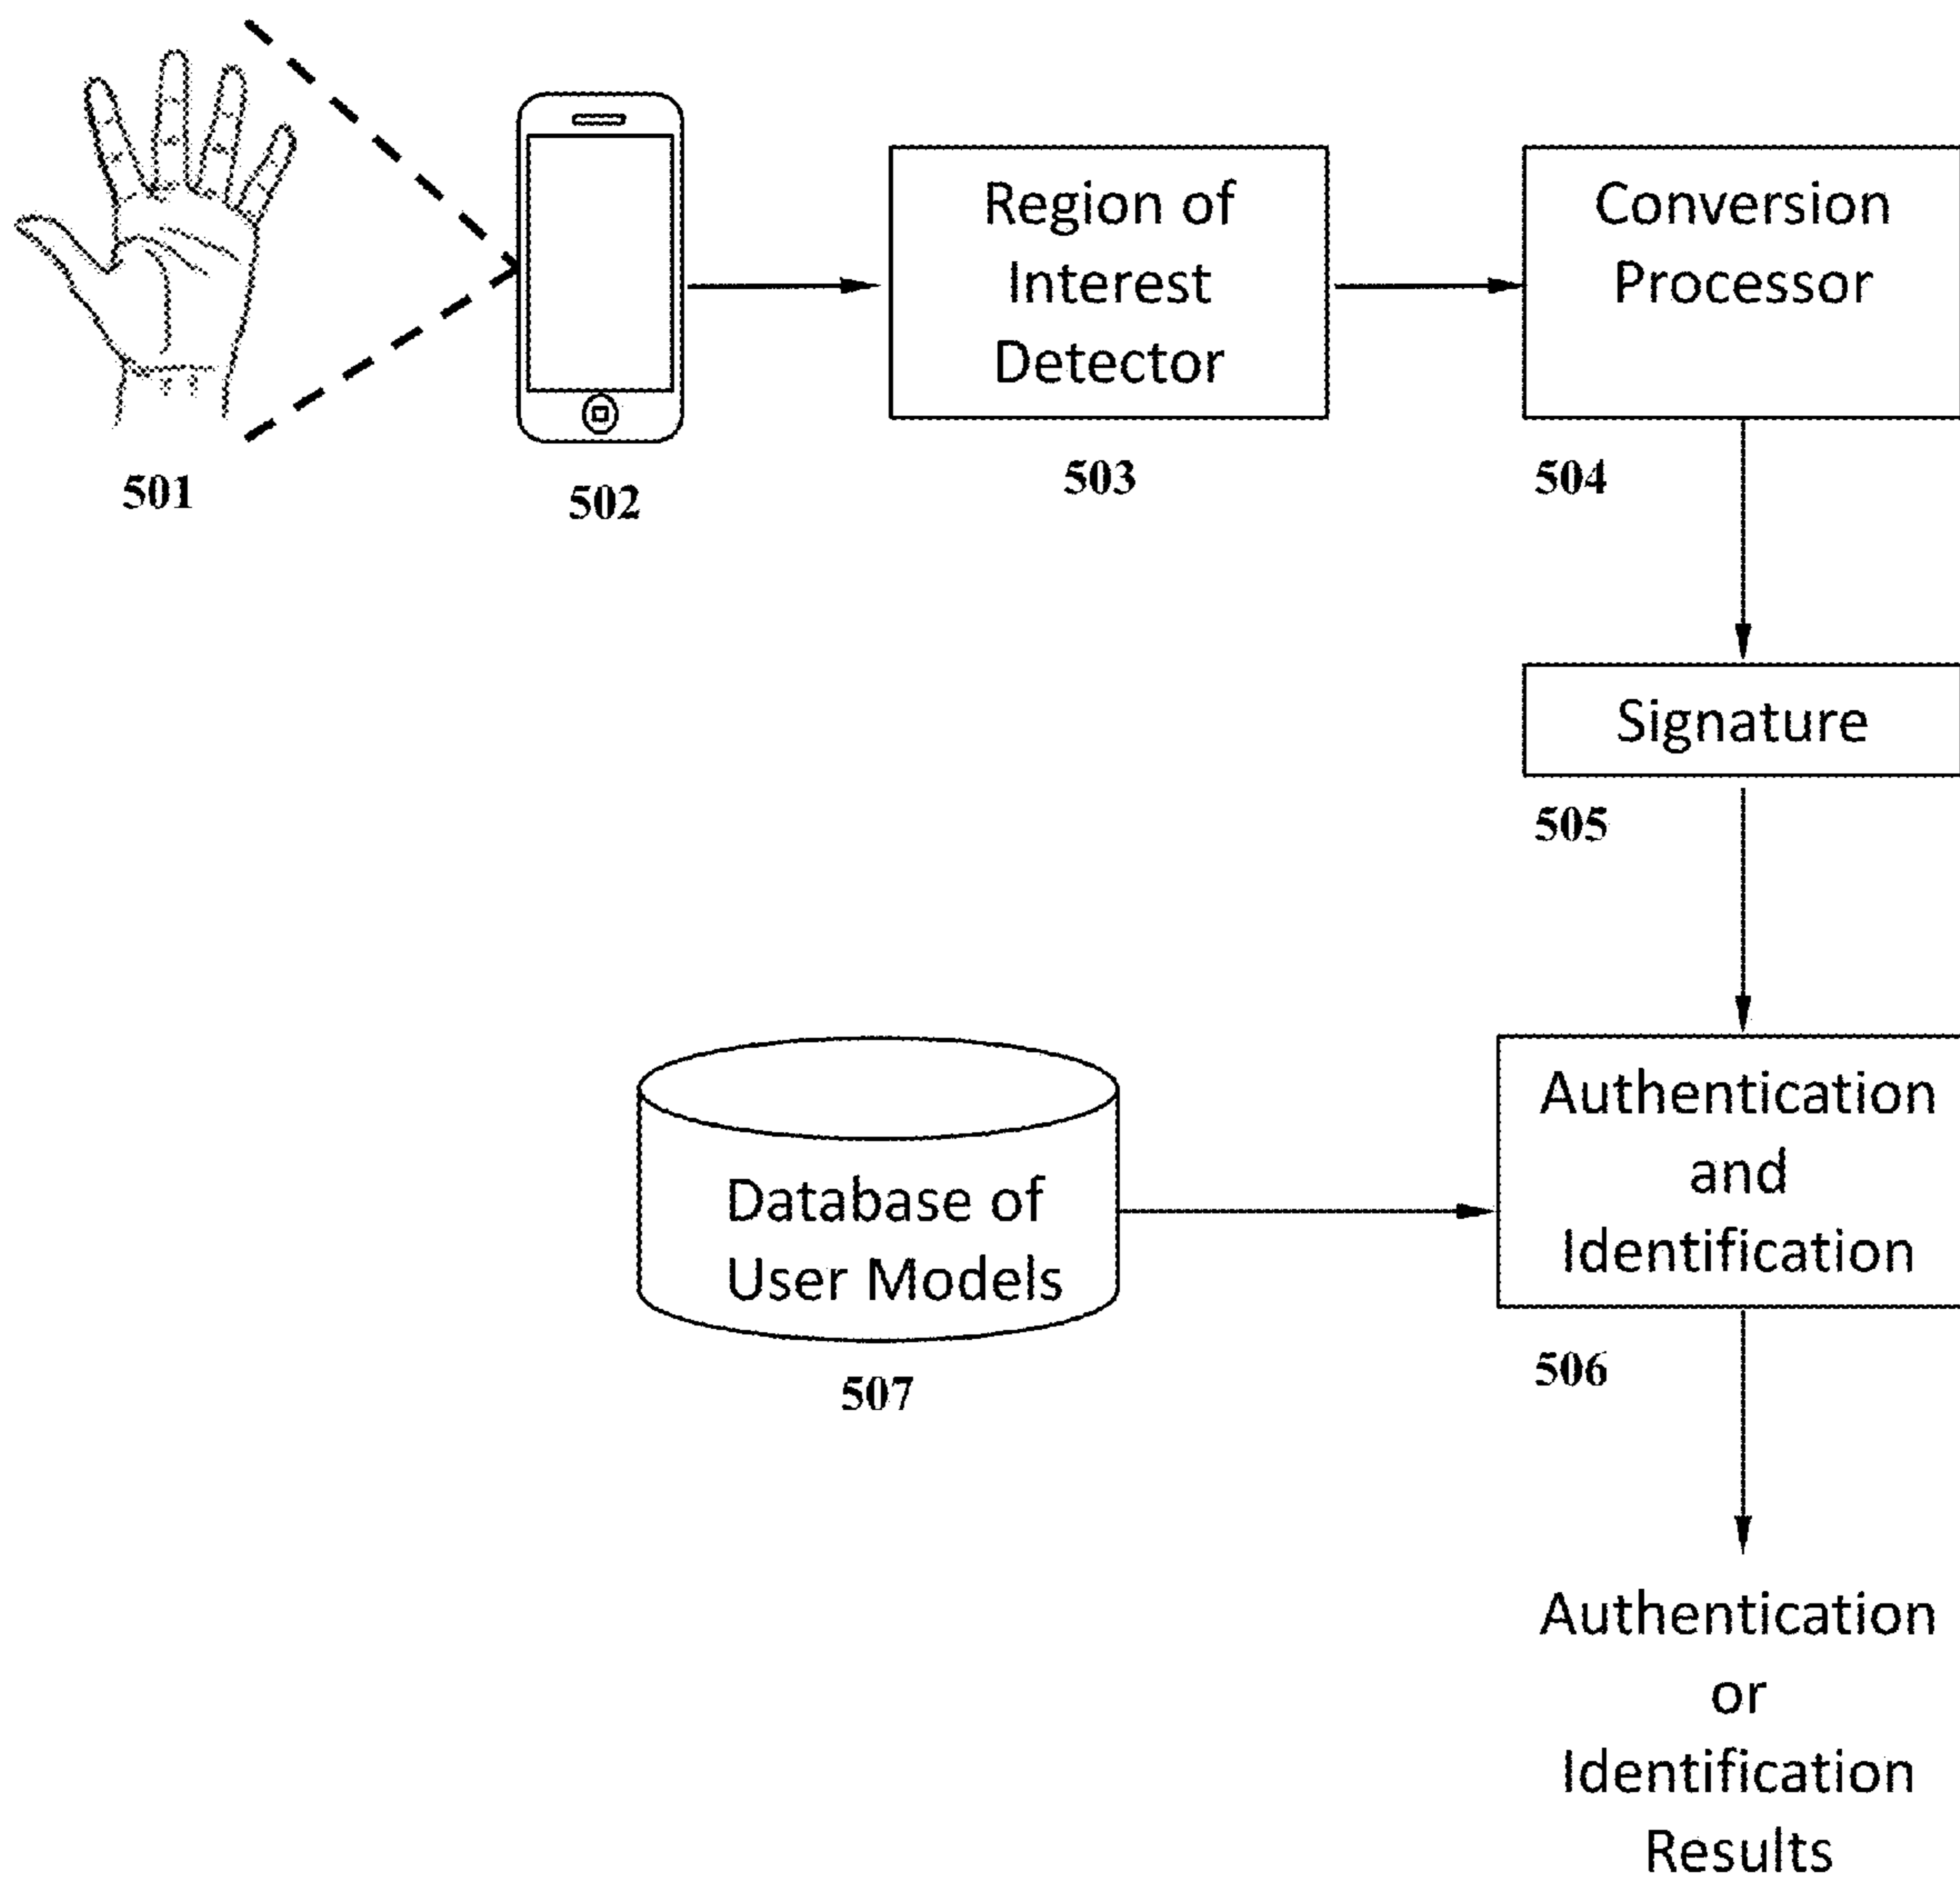 Region of
Interest
Detector
Conversion
Processor
501
502
503
504
Signature
505
Database of
User Models
507
Authentication
and
Identification
506
Authentication
or
Identification
Results